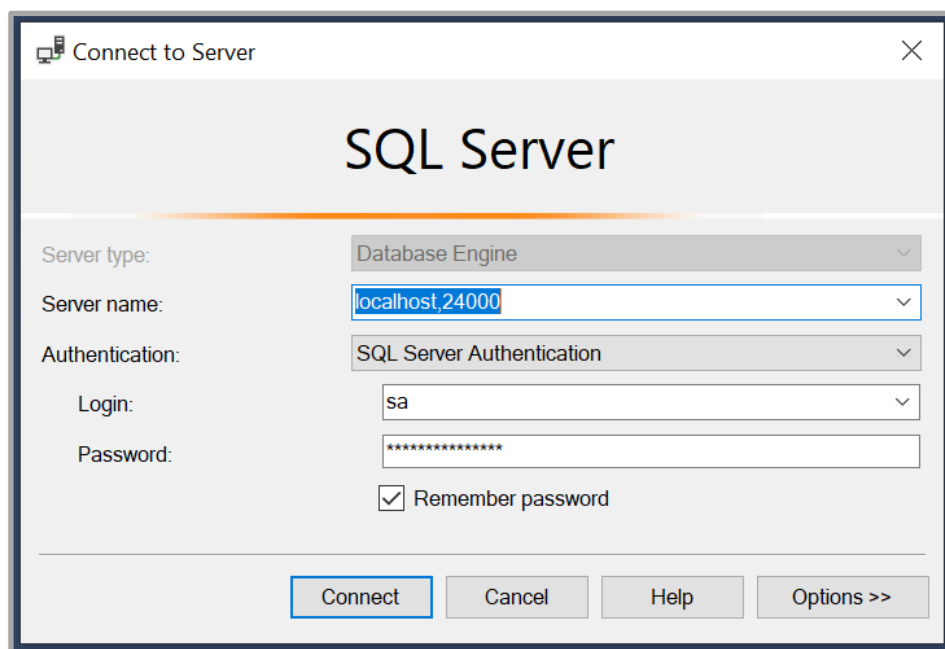 Connect to Server
SQL Server
Server type: Database Engine
Server name: localhost,24000
Authentication: SQL Server Authentication
Login: sa
Password: ***************
Remember password
Connect Cancel Help Options >>